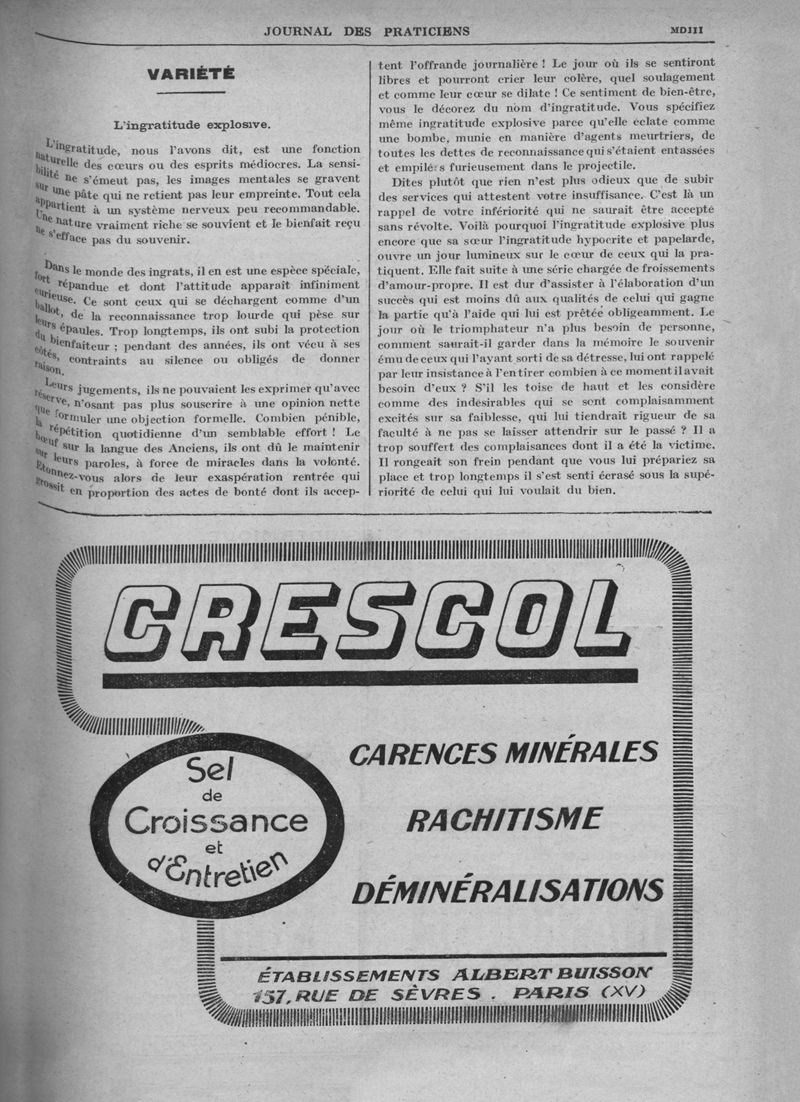 JOURNAL DES PRATICIENS
MDIII
VARIÉTÉ
L'ingratitude explosive.
L'ingratitude, nous l'avons dit, est une fonction
naturelle des cœurs ou des esprits médiocres. La sensi-
bilité ne s'émeut pas, les images mentales se gravent
sur une pâte qui ne retient pas leur empreinte. Tout cela
appartient à un système nerveux peu recommandable.
Une nature vraiment riche se souvient et le bienfait reçu
ne s'efface pas du souvenir.
Dans le monde des ingrats, il en est une espèce spéciale,
fort répandue et dont l'attitude apparaît infiniment
curieuse. Ce sont ceux qui se déchargent comme d'un
ballot, de la reconnaissance trop lourde qui pèse sur
leurs épaules. Trop longtemps, ils ont subi la protection
du bienfaiteur ; pendant des années, ils ont vécu à ses
côtés, contraints au silence ou obligés de donner
raison.
Leurs jugements, ils ne pouvaient les exprimer qu'avec
réserve, n'osant pas plus souscrire à une opinion nette
que formuler une objection formelle. Combien pénible,
la répétition quotidienne d'un semblable effort ! Le
bœuf sur la langue des Anciens, ils ont dû le maintenir
sur leurs paroles, à force de miracles dans la volonté.
Etonnez-vous alors de leur exaspération rentrée qui
grossit en proportion des actes de bonté dont ils accep-
tent l'offrande journalière ! Le jour où ils se sentiront
libres et pourront crier leur colère, quel soulagement
et comme leur cœur se dilate ! Ce sentiment de bien-être,
vous le décorez du nom d'ingratitude. Vous spécifiez
même ingratitude explosive parce qu'elle éclate comme
une bombe, munie en manière d'agents meurtriers, de
toutes les dettes de reconnaissance qui s'étaient entassées
et empilées furieusement dans le projectile.
Dites plutôt que rien n'est plus odieux que de subir
des services qui attestent votre insuffisance. C'est là un
rappel de votre infériorité qui ne saurait être accepté
sans révolte. Voilà pourquoi l'ingratitude explosive plus
encore que sa sœur l'ingratitude hypocrite et papelarde,
ouvre un jour lumineux sur le cœur de ceux qui la pra-
tiquent. Elle fait suite à une série chargée de froissements
d'amour-propre. Il est dur d'assister à l'élaboration d'un
succès qui est moins dû aux qualités de celui qui gagne
la partie qu'à l'aide qui lui est prêtée obligeamment. Le
jour où le triomphateur n'a plus besoin de personne,
comment saurait-il garder dans la mémoire le souvenir
ému de ceux qui l'ayant sorti de sa détresse, lui ont rappelé
par leur insistance à l'en tirer combien à ce moment il avait
besoin d'eux ? S'il les toise de haut et les considère
comme des indésirables qui se sont complaisamment
excités sur sa faiblesse, qui lui tiendrait rigueur de sa
faculté à ne pas se laisser attendrir sur le passé ? Il a
trop souffert des complaisances dont il a été la victime.
Il rongeait son frein pendant que vous lui prépariez sa
place et trop longtemps il s'est senti écrasé sous la supé-
riorité de celui qui lui voulait du bien.
CRESCOL
Sel
de
Croissance
et
d'Entretien
CARENCES MINÉRALES
RACHITISME
DÉMINÉRALISATIONS
ÉTABLISSEMENTS ALBERT BUISSON
157, RUE DE SÈVRES . PARIS (XV)